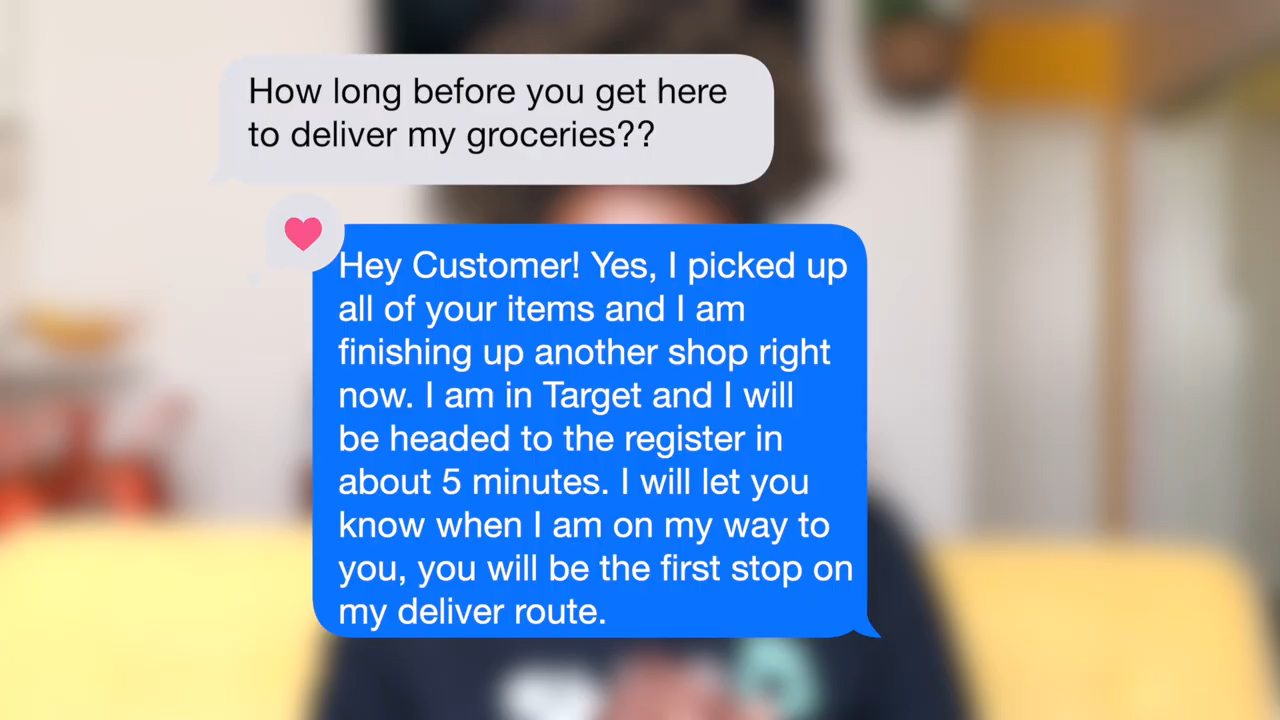 How long before you get here
to deliver my groceries??
Hey Customer! Yes, I picked up
all of your items and I am
finishing up another shop right
now. I am in Target and I will
be headed to the register in
about 5 minutes. I will let you
know when I am on my way to
you, you will be the first stop on
my deliver route.